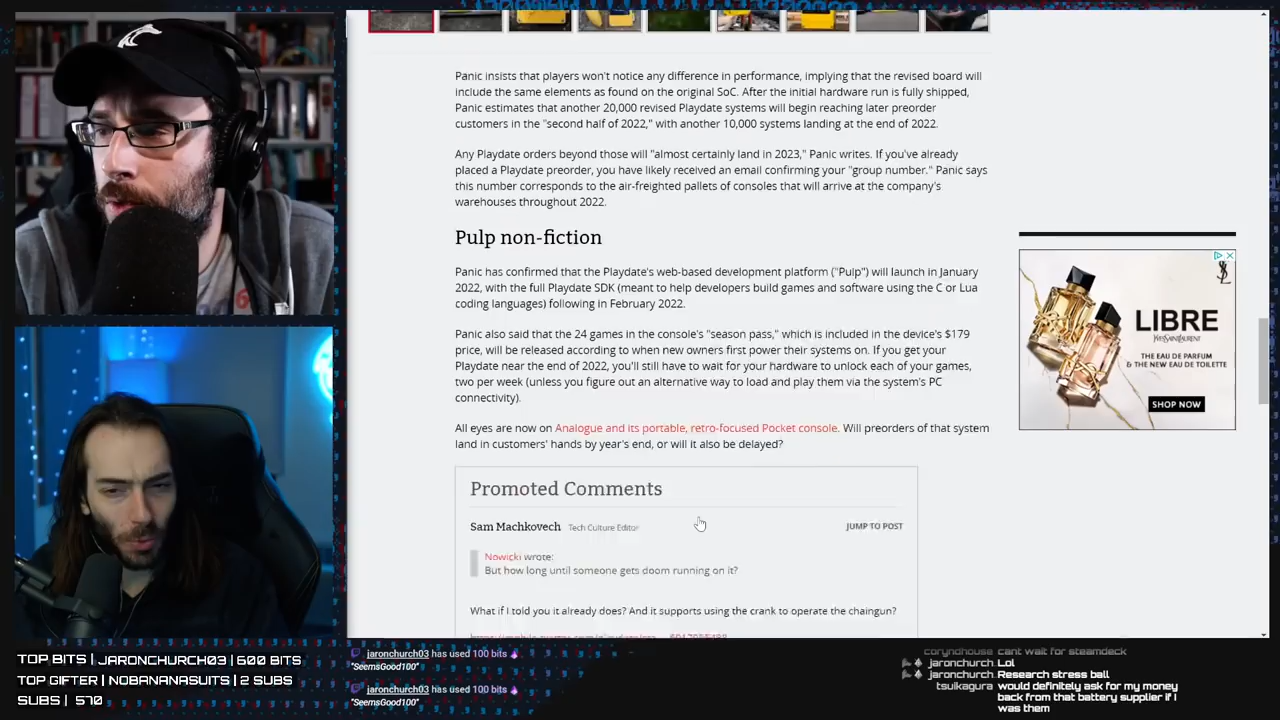 Panic insists that players won't notice any difference in performance, implying that the revised board will
include the same elements as found on the original SoC. After the initial hardware run is fully shipped,
Panic estimates that another 20,000 revised Playdate systems will begin reaching later preorder
customers in the "second half of 2022," with another 10,000 systems landing at the end of 2022.
Any Playdate orders beyond those will "almost certainly land in 2023," Panic writes. If you've already
placed a Playdate preorder, you have likely received an email confirming your "group number." Panic says
this number corresponds to the air-freighted pallets of consoles that will arrive at the company's
warehouses throughout 2022.
Pulp non-fiction
Panic has confirmed that the Playdate's web-based development platform ("Pulp") will launch in January
2022, with the full Playdate SDK (meant to help developers build games and software using the C or Lua
coding languages) following in February 2022.
Panic also said that the 24 games in the console's "season pass," which is included in the device's $179
price, will be released according to when new owners first power their systems on. If you get your
Playdate near the end of 2022, you'll still have to wait for your hardware to unlock each of your games,
two per week (unless you figure out an alternative way to load and play them via the system's PC
connectivity).
All eyes are now on Analogue and its portable, retro-focused Pocket console. Will preorders of that system
land in customers' hands by year's end, or will it also be delayed?
Promoted Comments
Sam Machkovech Tech Culture Editor JUMP TO POST
Nowicki wrote:
But how long until someone gets doom running on it?
What if I told you it already does? And it supports using the crank to operate the chaingun?
LIBRE
YVESSAINTLAURENT
THE EAU DE PARFUM
& THE NEW EAU DE TOILETTE
SHOP NOW
TOP BITS | JARONCHURCH03 | 600 BITS
TOP GIFTER | NOBANANASUITS | 2 SUBS
SUBS | 570
jaronchurch03 has used 100 bits
"SeemsGood100"
jaronchurch03 has used 100 bits
"SeemsGood100"
coryndhouse cant wait for steamdeck
jaronchurch Lol
jaronchurch Research stress ball
tsuikagura would definitely ask for my money
back from that battery supplier if I
was them